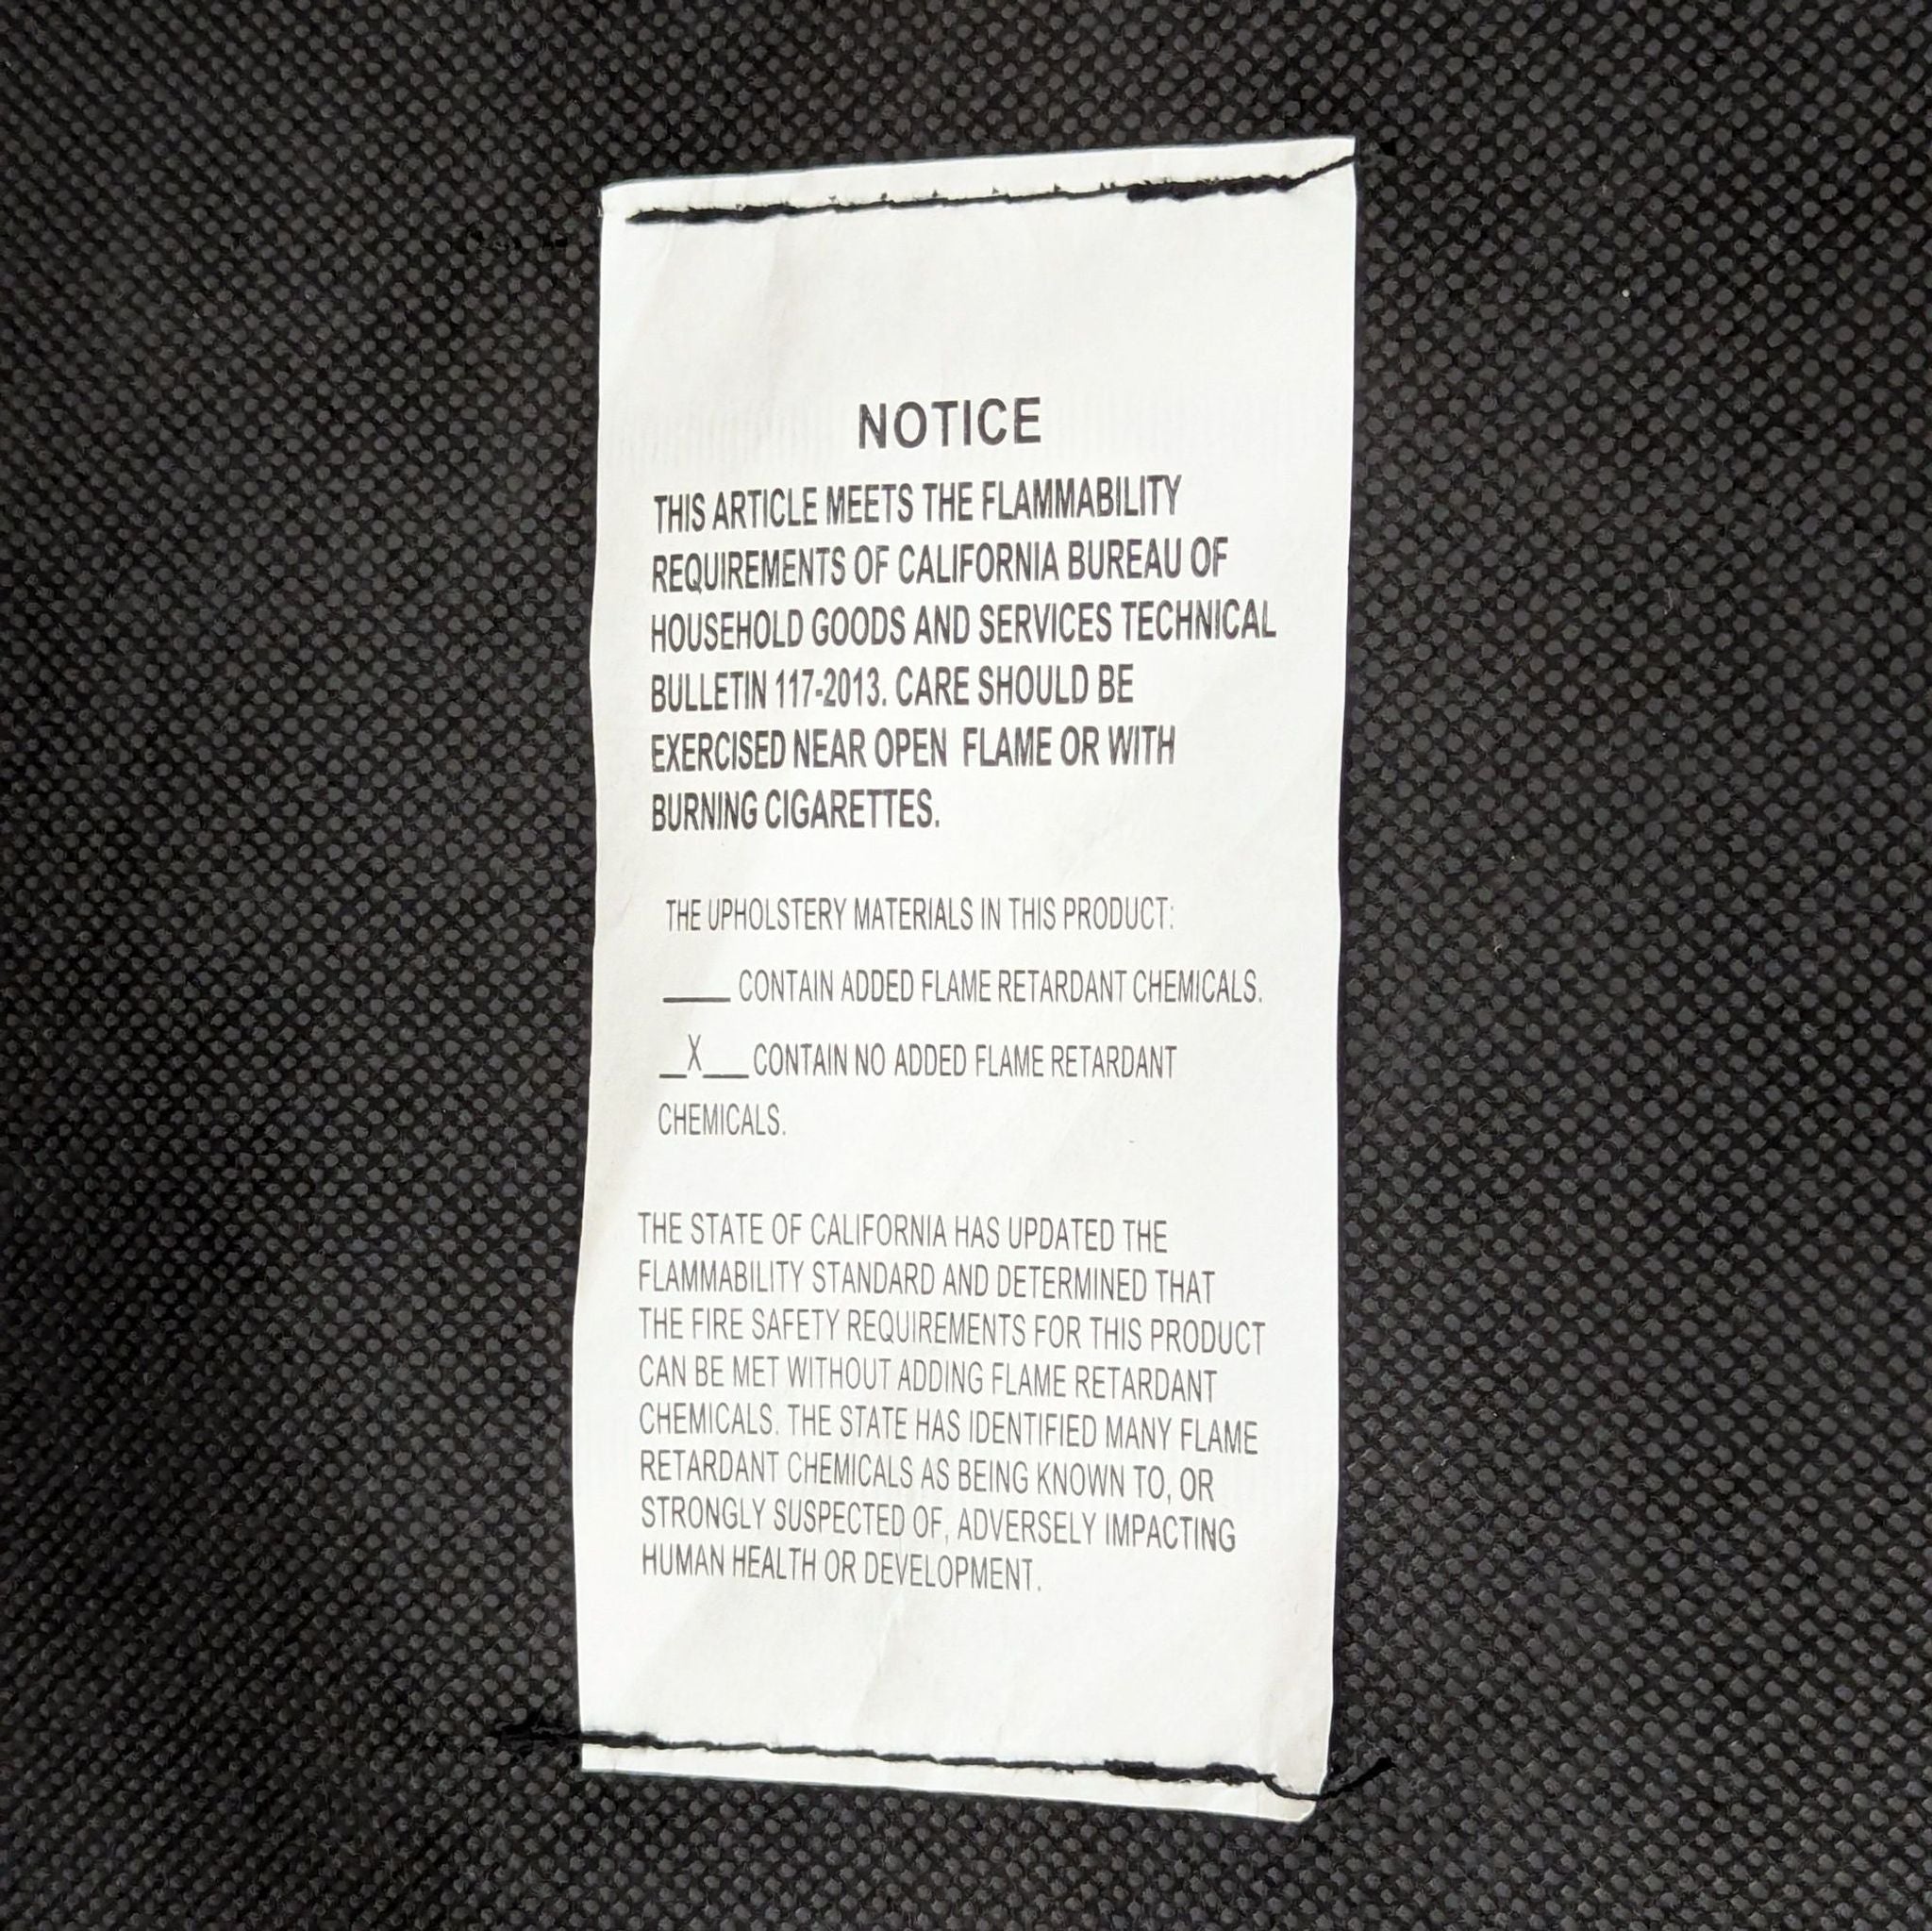 NOTICE
THIS ARTICLE MEETS THE FLAMMABILITY
REQUIREMENTS OF CALIFORNIA BUREAU OF
HOUSEHOLD GOODS AND SERVICES TECHNICAL
BULLETIN 117-2013. CARE SHOULD BE
EXERCISED NEAR OPEN FLAME OR WITH
BURNING CIGARETTES.
THE UPHOLSTERY MATERIALS IN THIS PRODUCT:
____ CONTAIN ADDED FLAME RETARDANT CHEMICALS.
__X___ CONTAIN NO ADDED FLAME RETARDANT
CHEMICALS.
THE STATE OF CALIFORNIA HAS UPDATED THE
FLAMMABILITY STANDARD AND DETERMINED THAT
THE FIRE SAFETY REQUIREMENTS FOR THIS PRODUCT
CAN BE MET WITHOUT ADDING FLAME RETARDANT
CHEMICALS. THE STATE HAS IDENTIFIED MANY FLAME
RETARDANT CHEMICALS AS BEING KNOWN TO, OR
STRONGLY SUSPECTED OF, ADVERSELY IMPACTING
HUMAN HEALTH OR DEVELOPMENT.